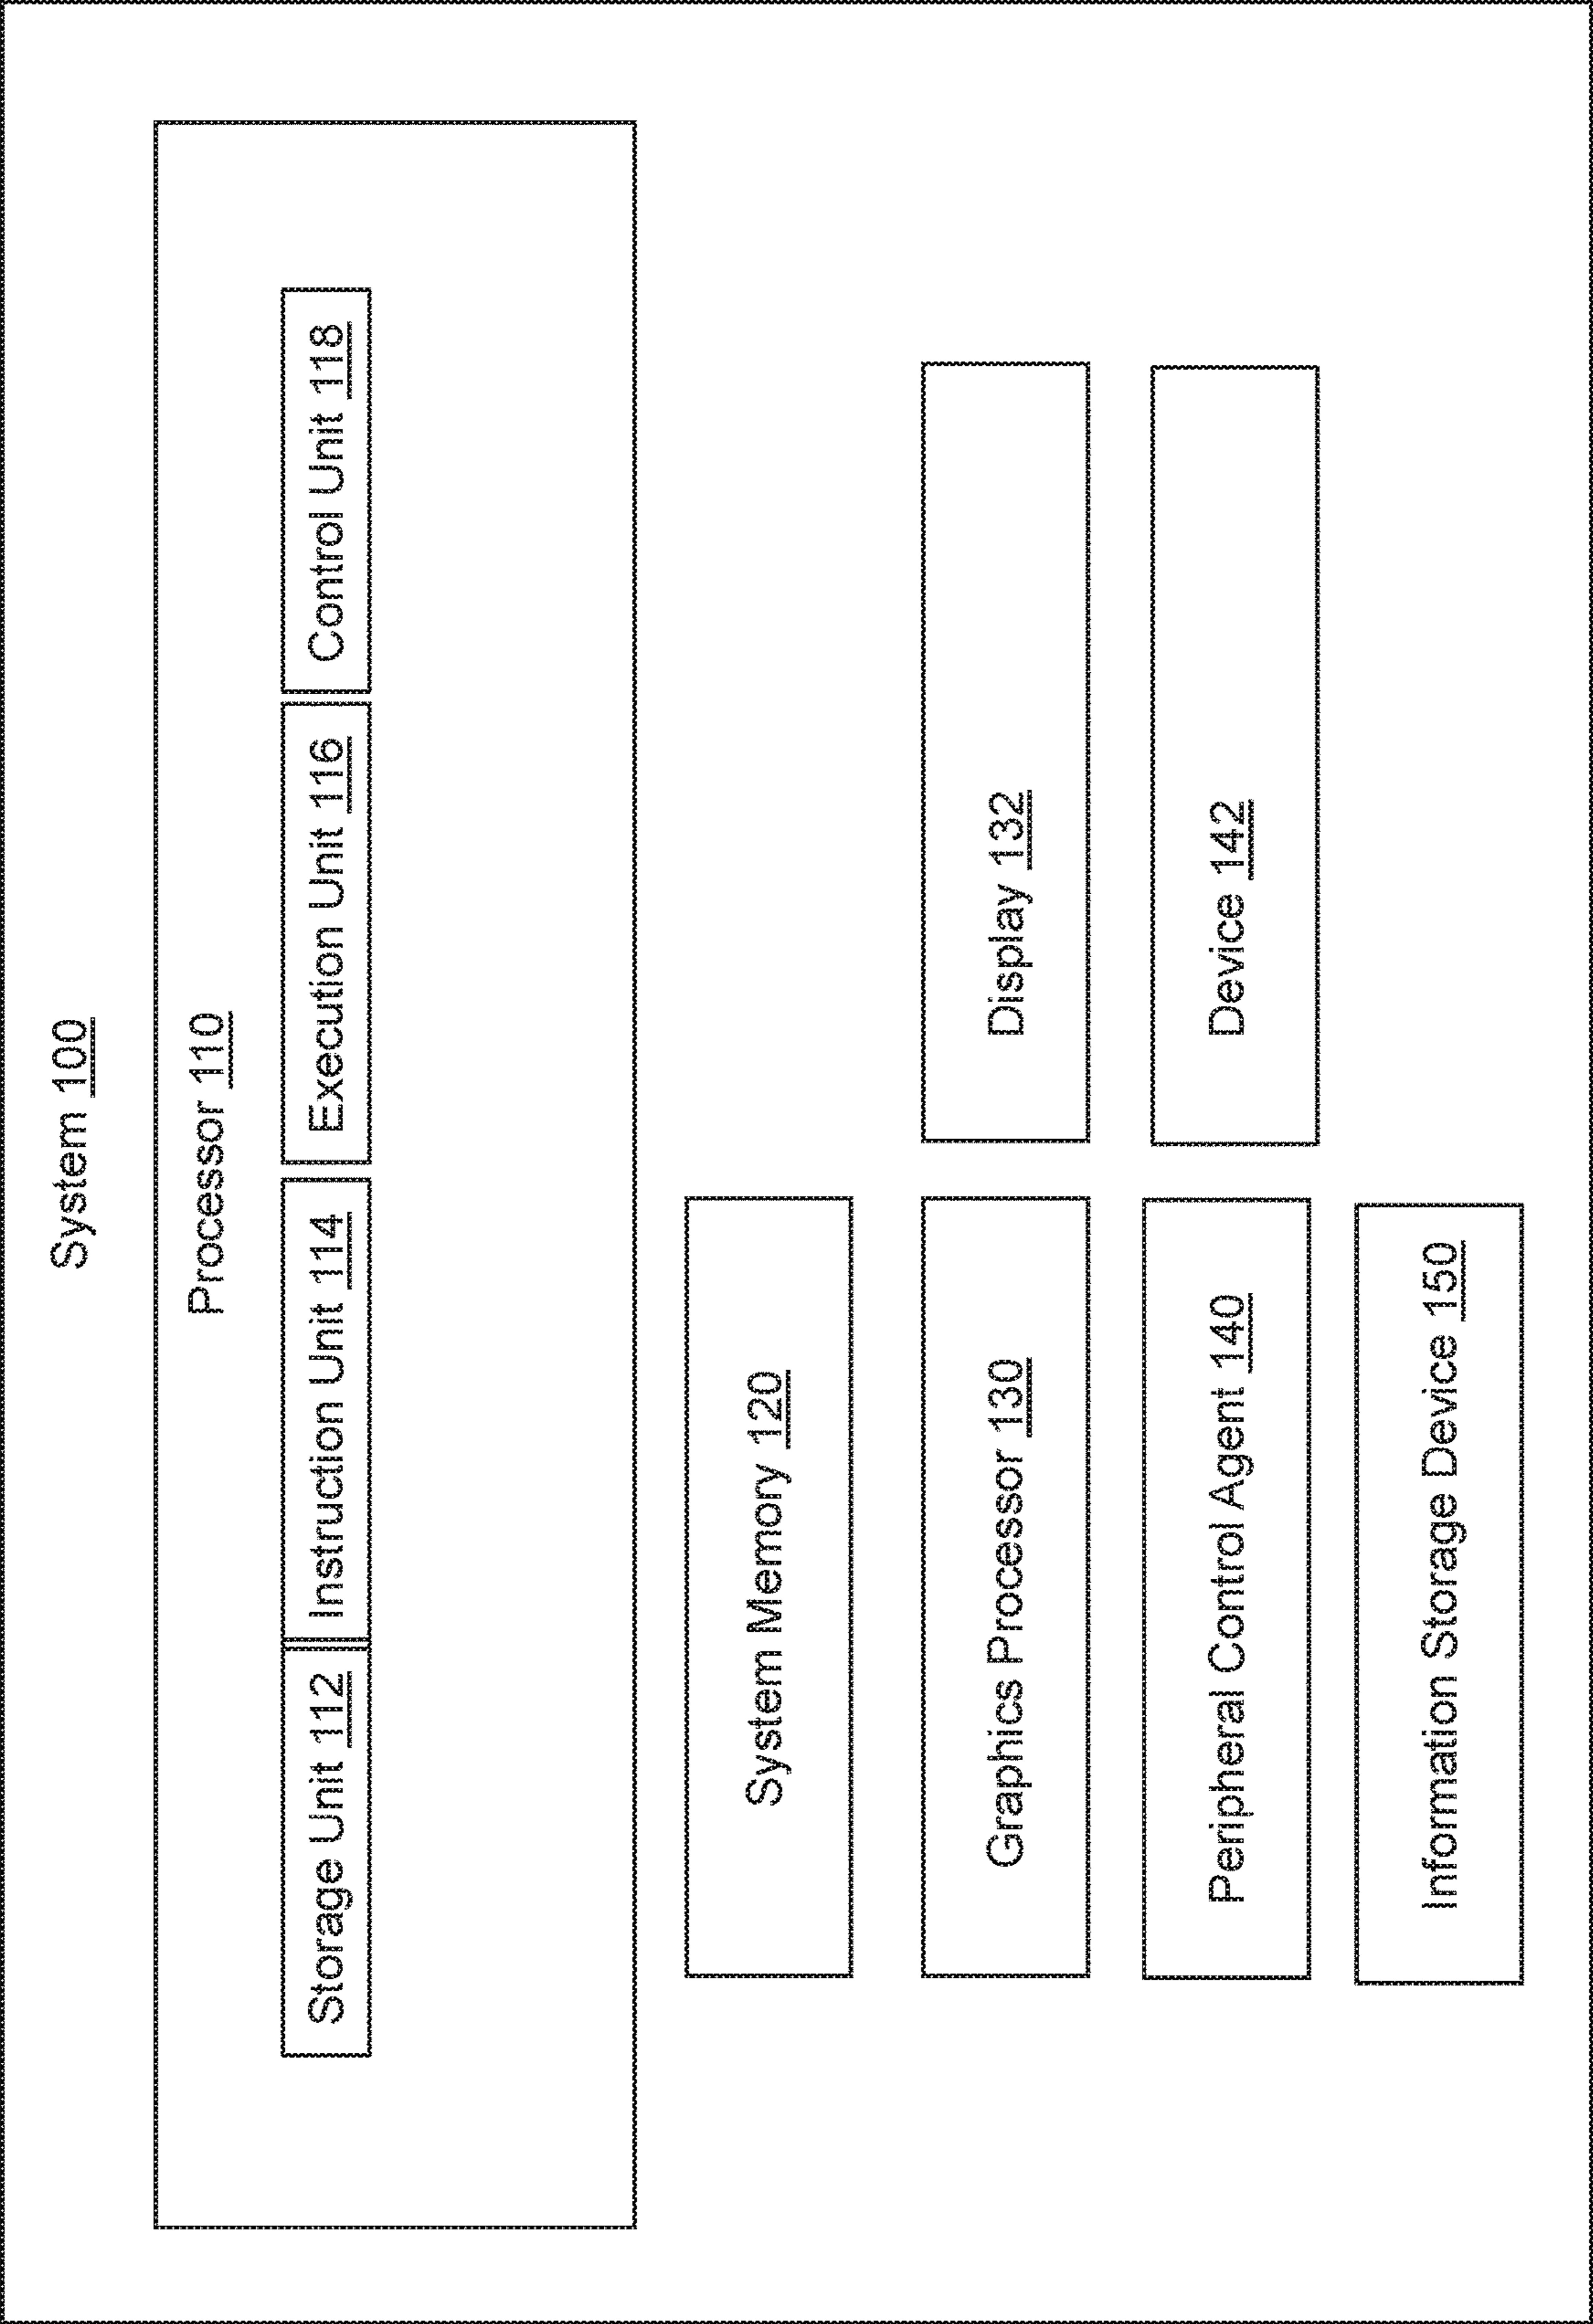 System 100
Processor 110
Storage Unit 112
Instruction Unit 114
Execution Unit 116
Control Unit 118
System Memory 120
Graphics Processor 130
Display 132
Peripheral Control Agent 140
Device 142
Information Storage Device 150